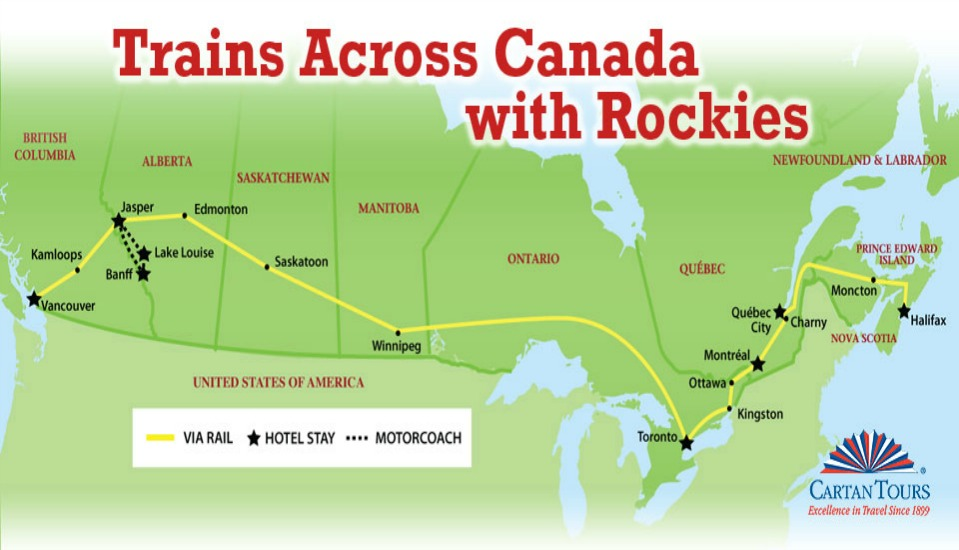 Trains Across Canada
with Rockies
BRITISH
COLUMBIA
ALBERTA
SASKATCHEWAN
MANITOBA
ONTARIO
QUÉBEC
NEWFOUNDLAND & LABRADOR
PRINCE EDWARD
ISLAND
NOVA SCOTIA
UNITED STATES OF AMERICA
Jasper
Edmonton
Kamloops
Lake Louise
Banff
Vancouver
Saskatoon
Winnipeg
Toronto
Kingston
Ottawa
Montréal
Québec
City
Charny
Moncton
Halifax
VIA RAIL
HOTEL STAY
MOTORCOACH
®
CARTAN TOURS
Excellence in Travel Since 1899